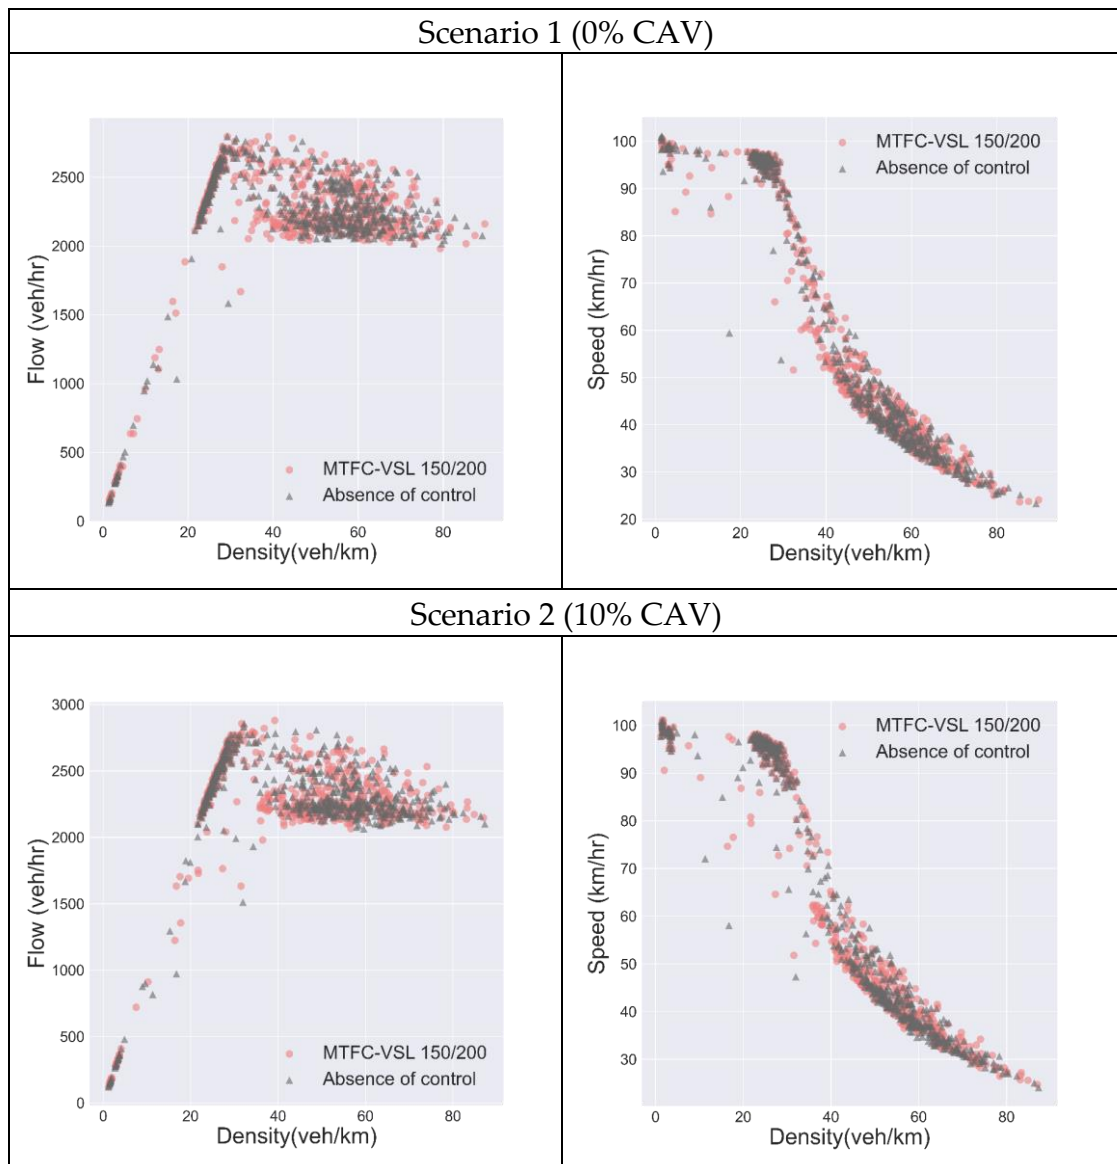 Scenario 1 (0% CAV)
Flow (veh/hr)
2500
2000
1500
1000
500
0
0 20 40 60 80
Density(veh/km)
MTFC-VSL 150/200
Absence of control
Speed (km/hr)
100
90
80
70
60
50
40
30
20
0 20 40 60 80
Density(veh/km)
MTFC-VSL 150/200
Absence of control
Scenario 2 (10% CAV)
Flow (veh/hr)
3000
2500
2000
1500
1000
500
0
0 20 40 60 80
Density(veh/km)
MTFC-VSL 150/200
Absence of control
Speed (km/hr)
100
90
80
70
60
50
40
30
0 20 40 60 80
Density(veh/km)
MTFC-VSL 150/200
Absence of control